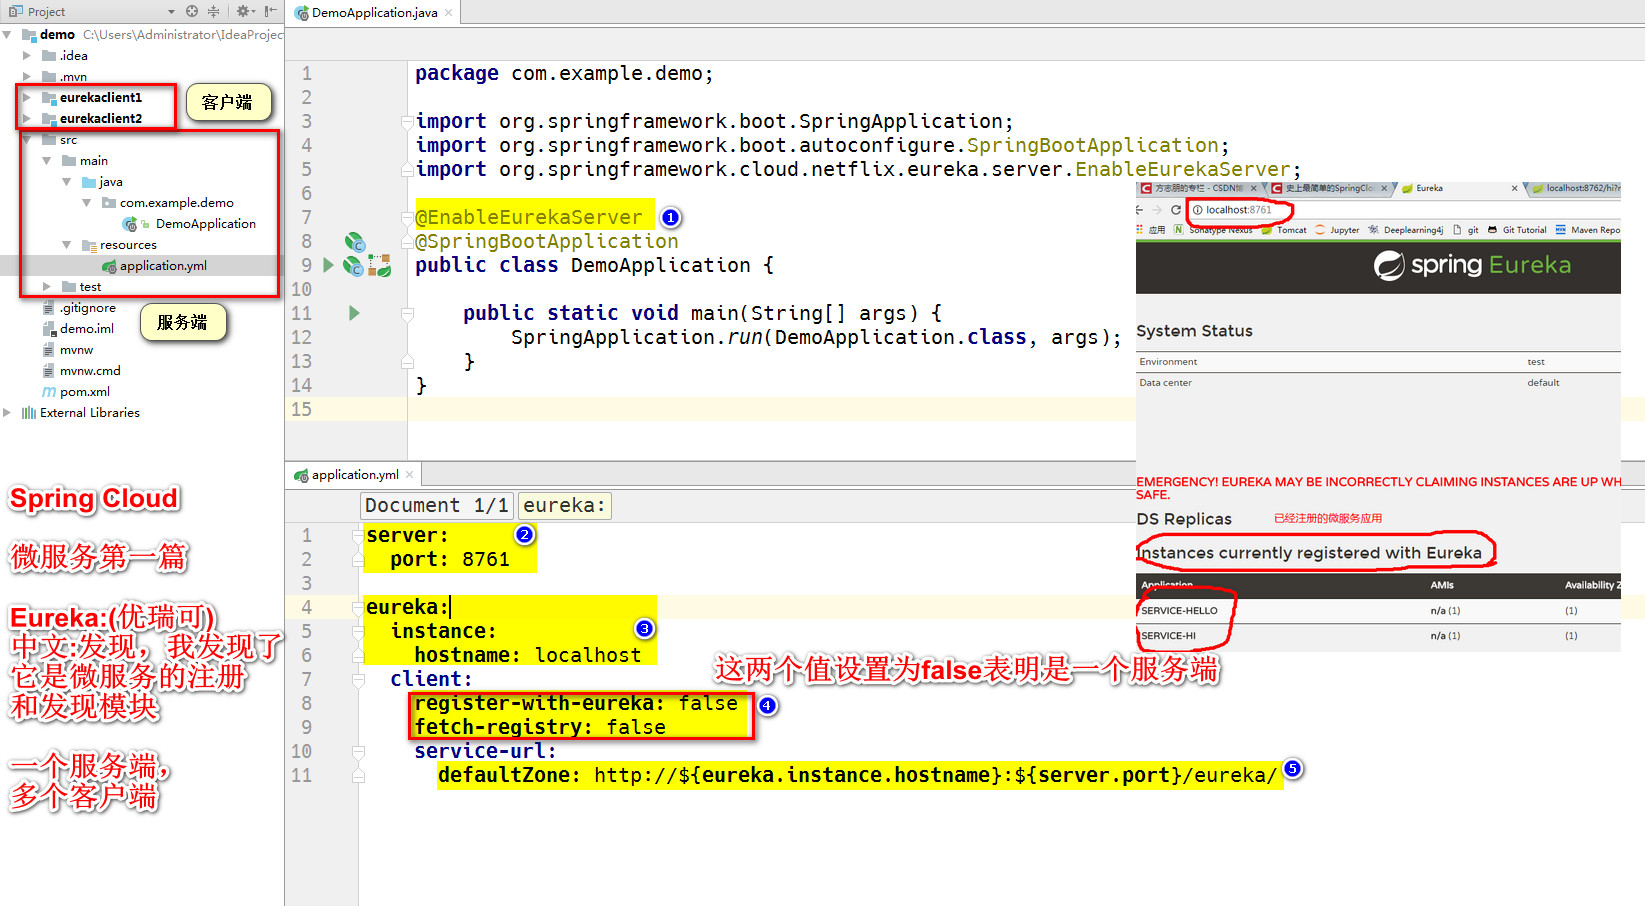 Project
demo C:\Users\Administrator\IdeaProjec
.idea
.mvn
eurekaclient1
eurekaclient2
客户端
src
main
java
com.example.demo
DemoApplication
resources
application.yml
test
.gitignore
服务端
demo.iml
mvnw
mvnw.cmd
pom.xml
External Libraries
Spring Cloud
微服务第一篇
Eureka:(优瑞可)
中文:发现，我发现了
它是微服务的注册
和发现模块
一个服务端，
多个客户端
DemoApplication.java
1 package com.example.demo;
2
3 import org.springframework.boot.SpringApplication;
4 import org.springframework.boot.autoconfigure.SpringBootApplication;
5 import org.springframework.cloud.netflix.eureka.server.EnableEurekaServer;
6
7 @EnableEurekaServer 1
8 @SpringBootApplication
9 public class DemoApplication {
10
11 public static void main(String[] args) {
12 SpringApplication.run(DemoApplication.class, args);
13 }
14 }
15
application.yml
Document 1/1 eureka:
1 server: 2
2 port: 8761
3
4 eureka:
5 instance: 3
6 hostname: localhost
7 client:
这两个值设置为false表明是一个服务端
8 register-with-eureka: false 4
9 fetch-registry: false
10 service-url:
11 defaultZone: http://${eureka.instance.hostname}:${server.port}/eureka/ 5
方志朋的专栏 - CSDN博 史上最简单的SpringClo Eureka localhost:8762/hi?n
localhost:8761
应用 Sonatype Nexus Tomcat Jupyter Deeplearning4j git Git Tutorial Maven Repo
spring Eureka
System Status
Environment test
Data center default
EMERGENCY! EUREKA MAY BE INCORRECTLY CLAIMING INSTANCES ARE UP WH
SAFE.
DS Replicas 已经注册的微服务应用
Instances currently registered with Eureka
Application AMIs Availability Z
SERVICE-HELLO n/a (1) (1)
SERVICE-HI n/a (1) (1)